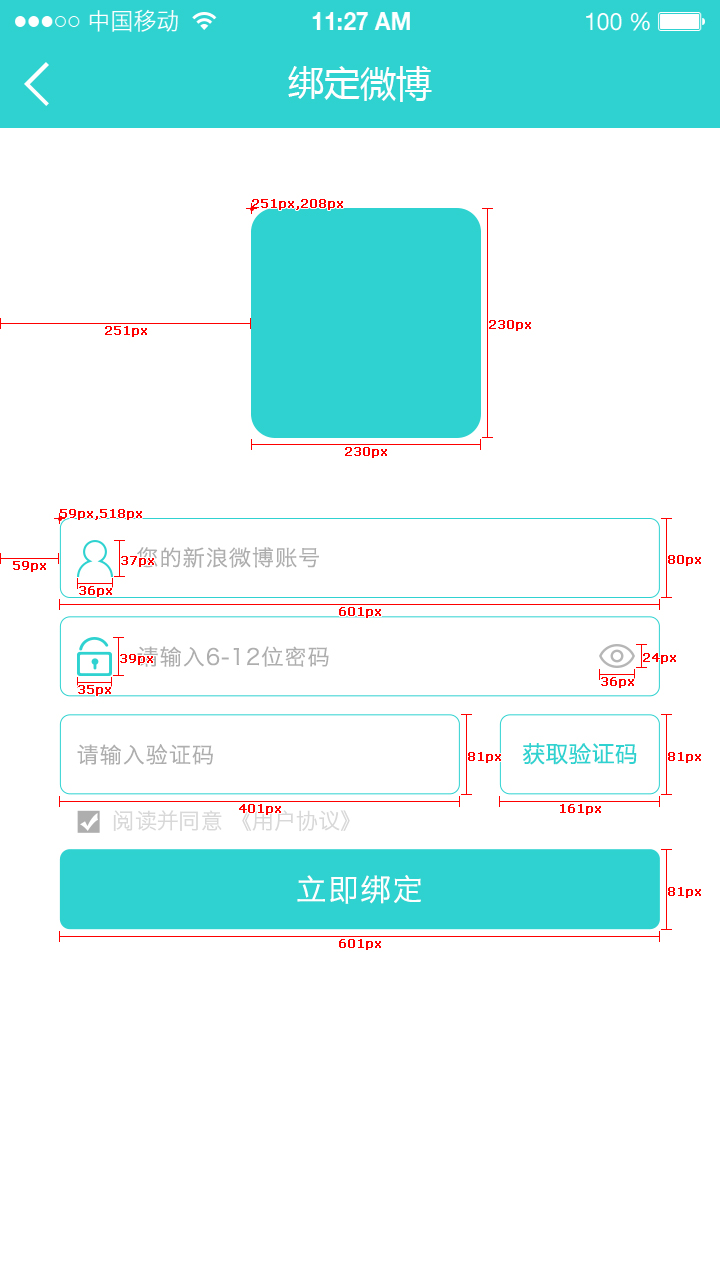 中国移动 11:27 AM 100 %
绑定微博
251px,208px
251px
230px
230px
59px,518px
59px
您的新浪微博账号
37px
36px
80px
601px
请输入6-12位密码
39px
35px
24px
36px
请输入验证码
81px
获取验证码
81px
401px
161px
阅读并同意 《用户协议》
立即绑定
81px
601px